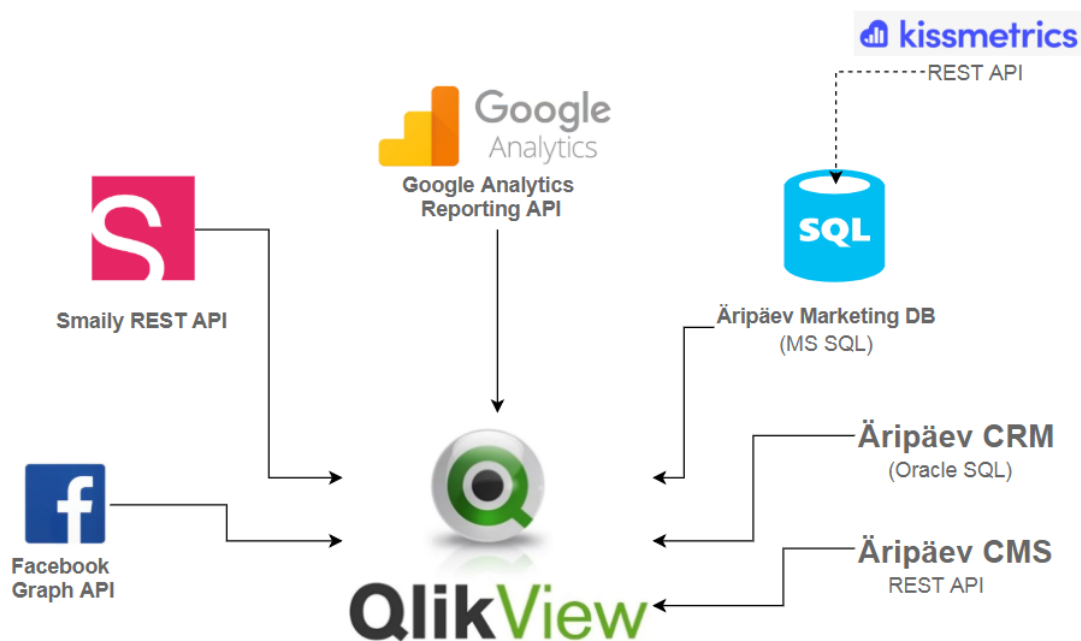 kissmetrics
REST API
Google
Analytics
Google Analytics
Reporting API
S
SQL
Smaily REST API
Äripäev Marketing DB
(MS SQL)
Äripäev CRM
(Oracle SQL)
f
Facebook
Graph API
Äripäev CMS
REST API
QlikView